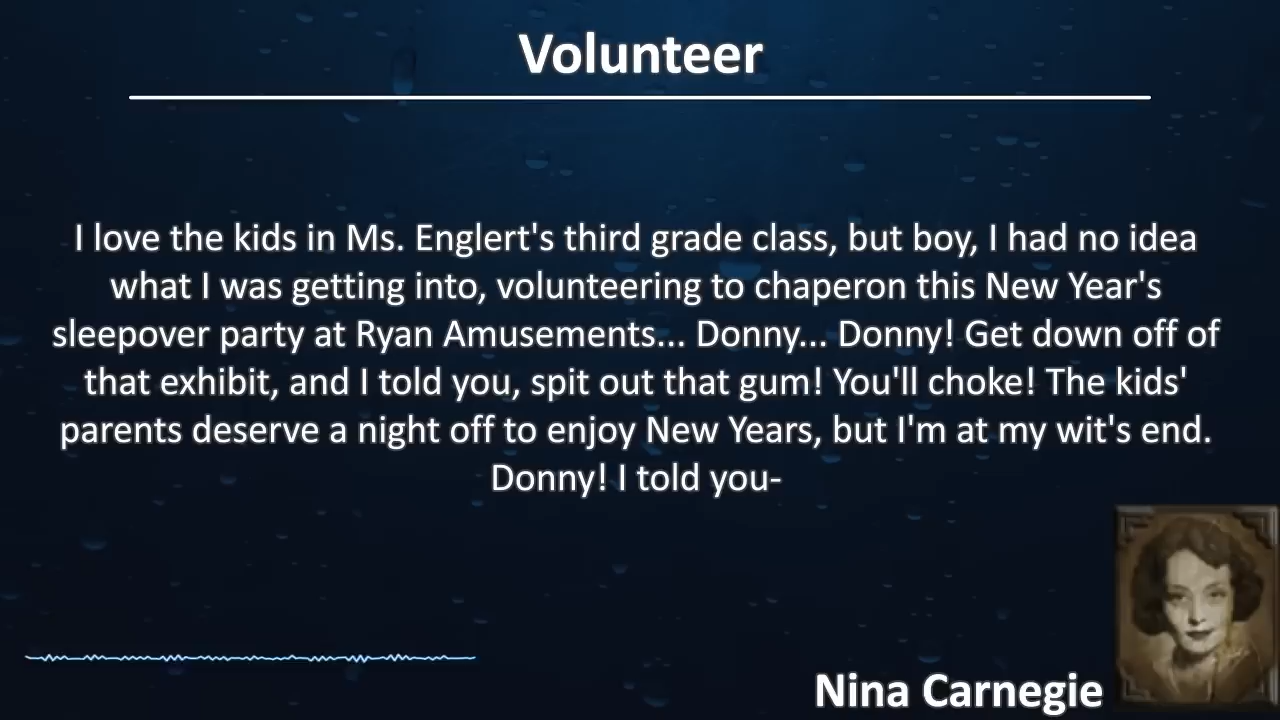 Volunteer
I love the kids in Ms. Englert's third grade class, but boy, I had no idea
what I was getting into, volunteering to chaperon this New Year's
sleepover party at Ryan Amusements... Donny... Donny! Get down off of
that exhibit, and I told you, spit out that gum! You'll choke! The kids'
parents deserve a night off to enjoy New Years, but I'm at my wit's end.
Donny! I told you-
Nina Carnegie